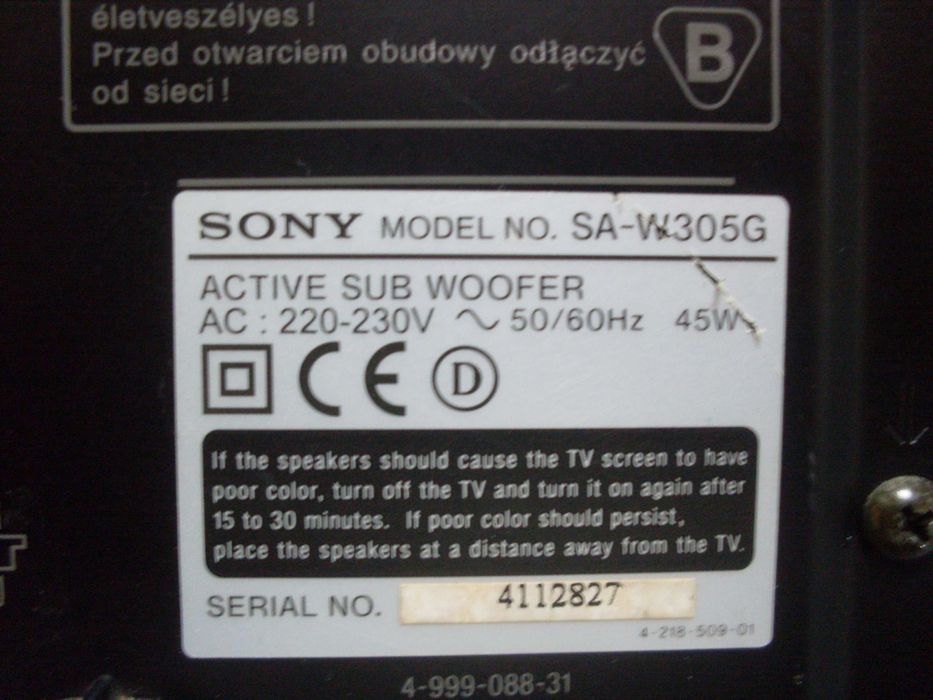 életveszélyes !
Przed otwarciem obudowy odłączyć
od sieci !
B
SONY MODEL NO. SA-W305G
ACTIVE SUB WOOFER
AC : 220-230V ~ 50/60Hz 45W
CE D
If the speakers should cause the TV screen to have
poor color, turn off the TV and turn it on again after
15 to 30 minutes. If poor color should persist,
place the speakers at a distance away from the TV.
SERIAL NO. 4112827
4-218-509-01
4-999-088-31